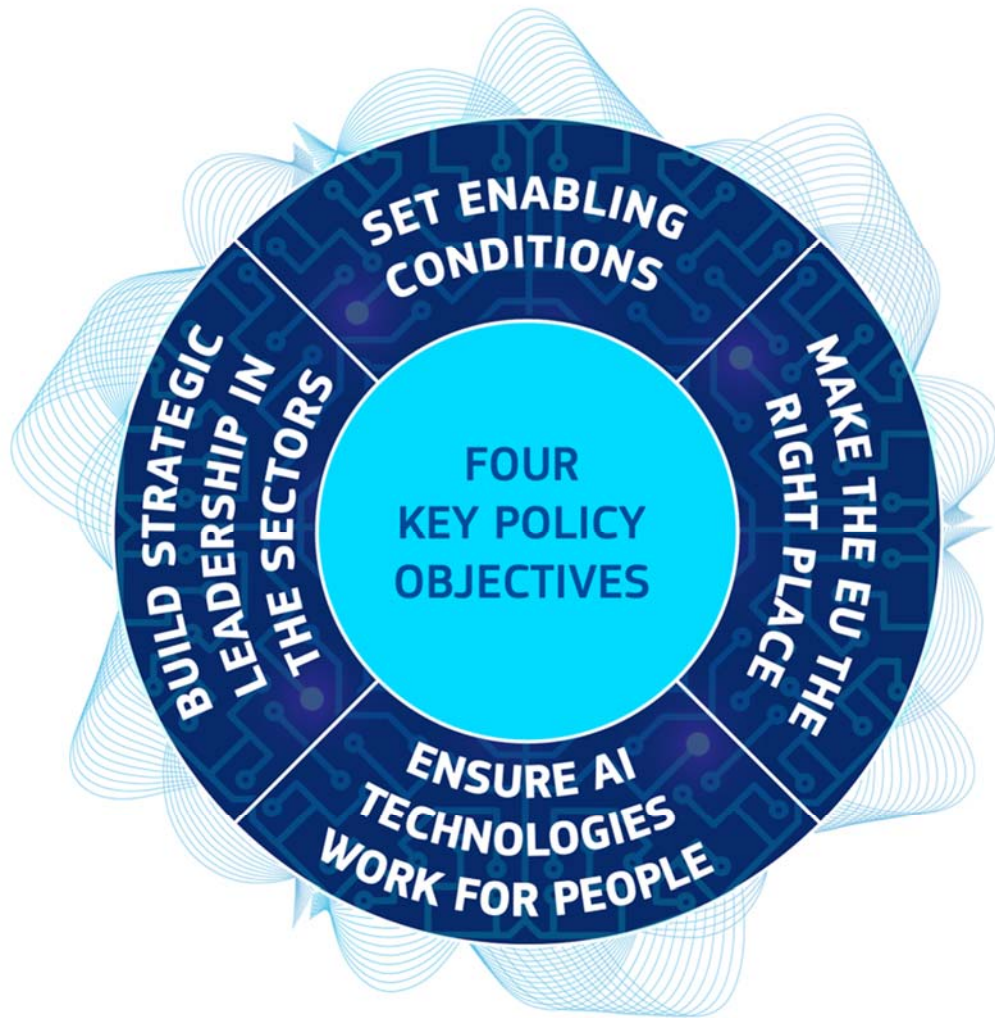 SET ENABLING
CONDITIONS
MAKE THE EU THE
RIGHT PLACE
ENSURE AI
TECHNOLOGIES
WORK FOR PEOPLE
BUILD STRATEGIC
LEADERSHIP IN
THE SECTORS
FOUR
KEY POLICY
OBJECTIVES